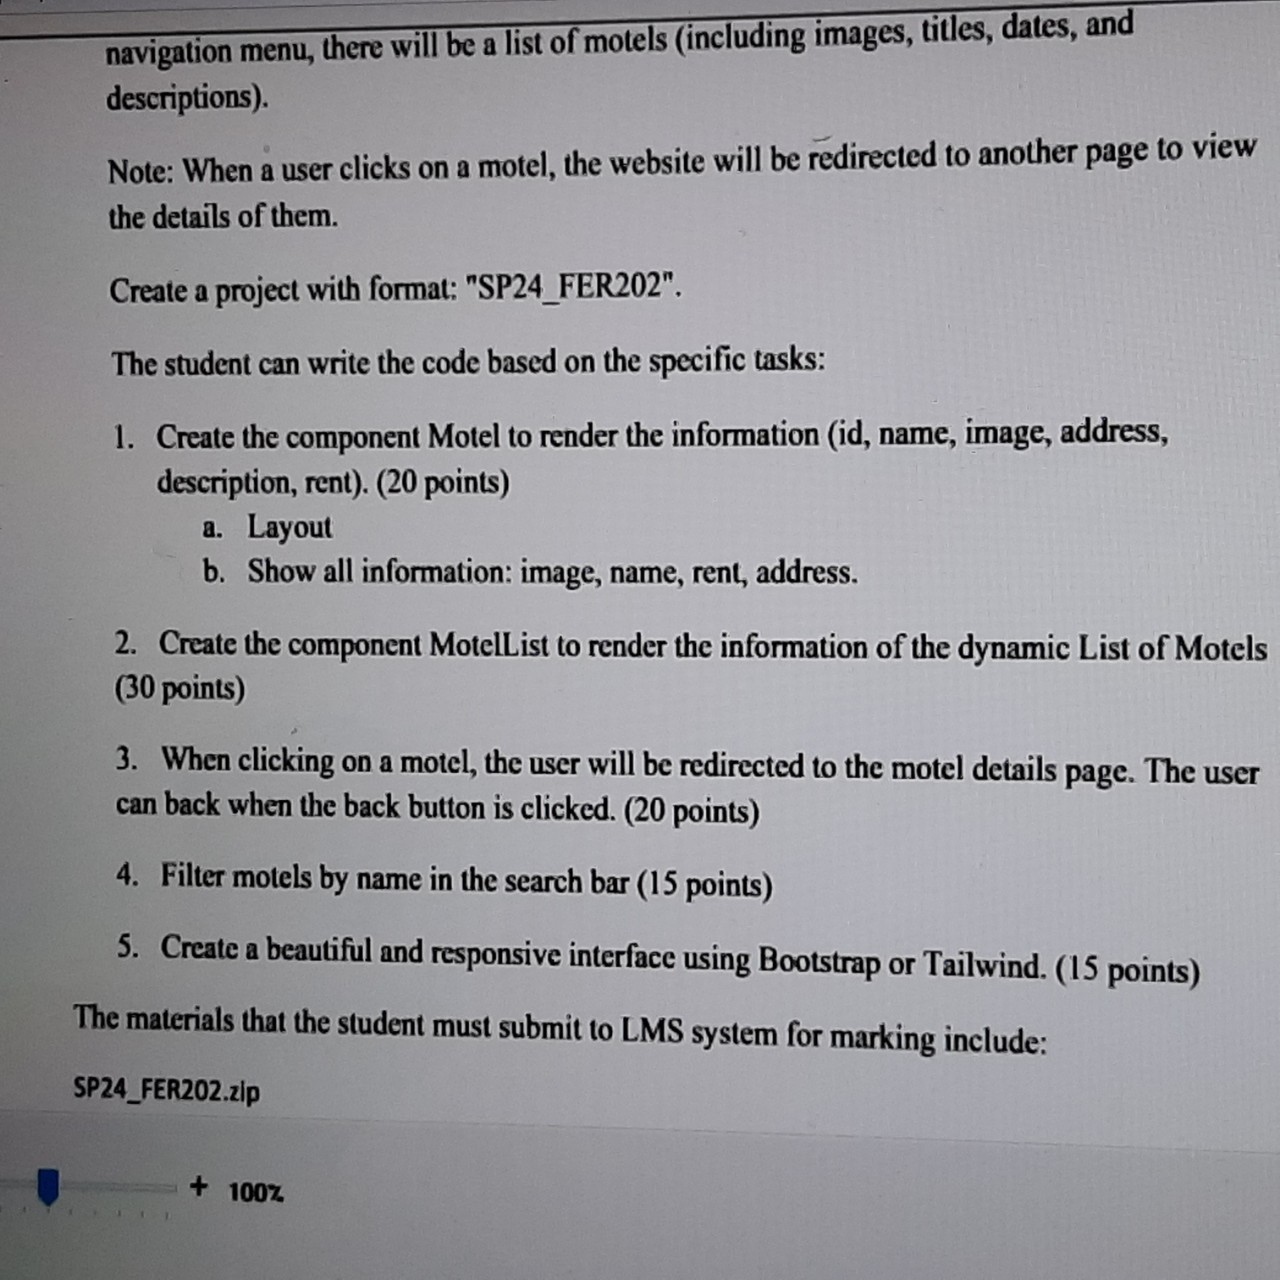 navigation menu, there will be a list of motels (including images, titles, dates, and
descriptions).
Note: When a user clicks on a motel, the website will be redirected to another page to view
the details of them.
Create a project with format: "SP24_FER202".
The student can write the code based on the specific tasks:
1. Create the component Motel to render the information (id, name, image, address,
description, rent). (20 points)
a. Layout
b. Show all information: image, name, rent, address.
2. Create the component MotelList to render the information of the dynamic List of Motels
(30 points)
3. When clicking on a motel, the user will be redirected to the motel details page. The user
can back when the back button is clicked. (20 points)
4. Filter motels by name in the search bar (15 points)
5. Create a beautiful and responsive interface using Bootstrap or Tailwind. (15 points)
The materials that the student must submit to LMS system for marking include:
SP24_FER202.zip
+ 100%